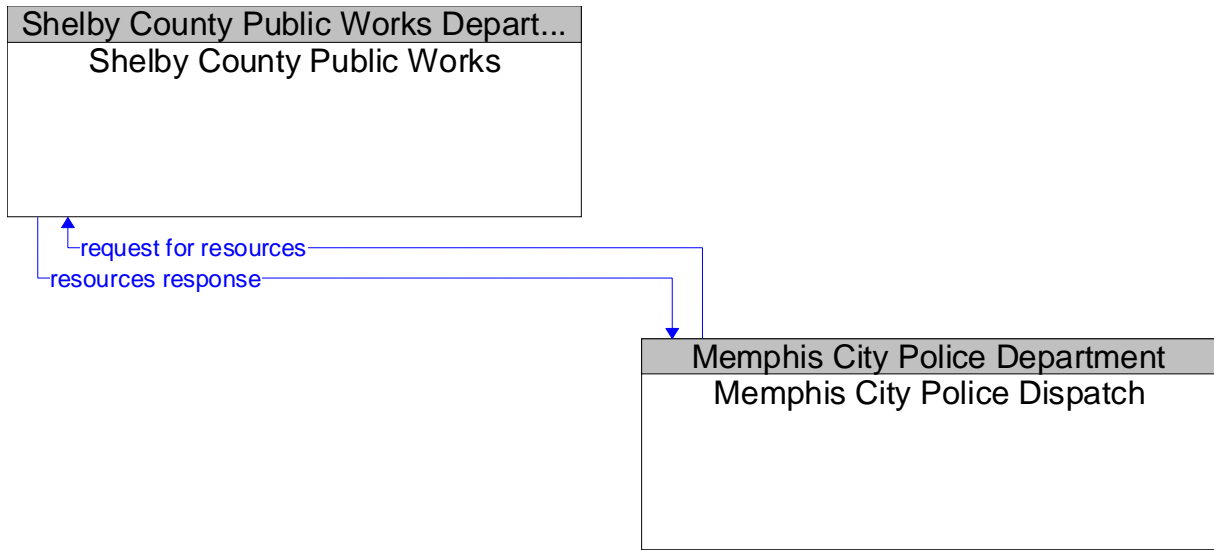 Shelby County Public Works Depart...
Shelby County Public Works
request for resources
resources response
Memphis City Police Department
Memphis City Police Dispatch